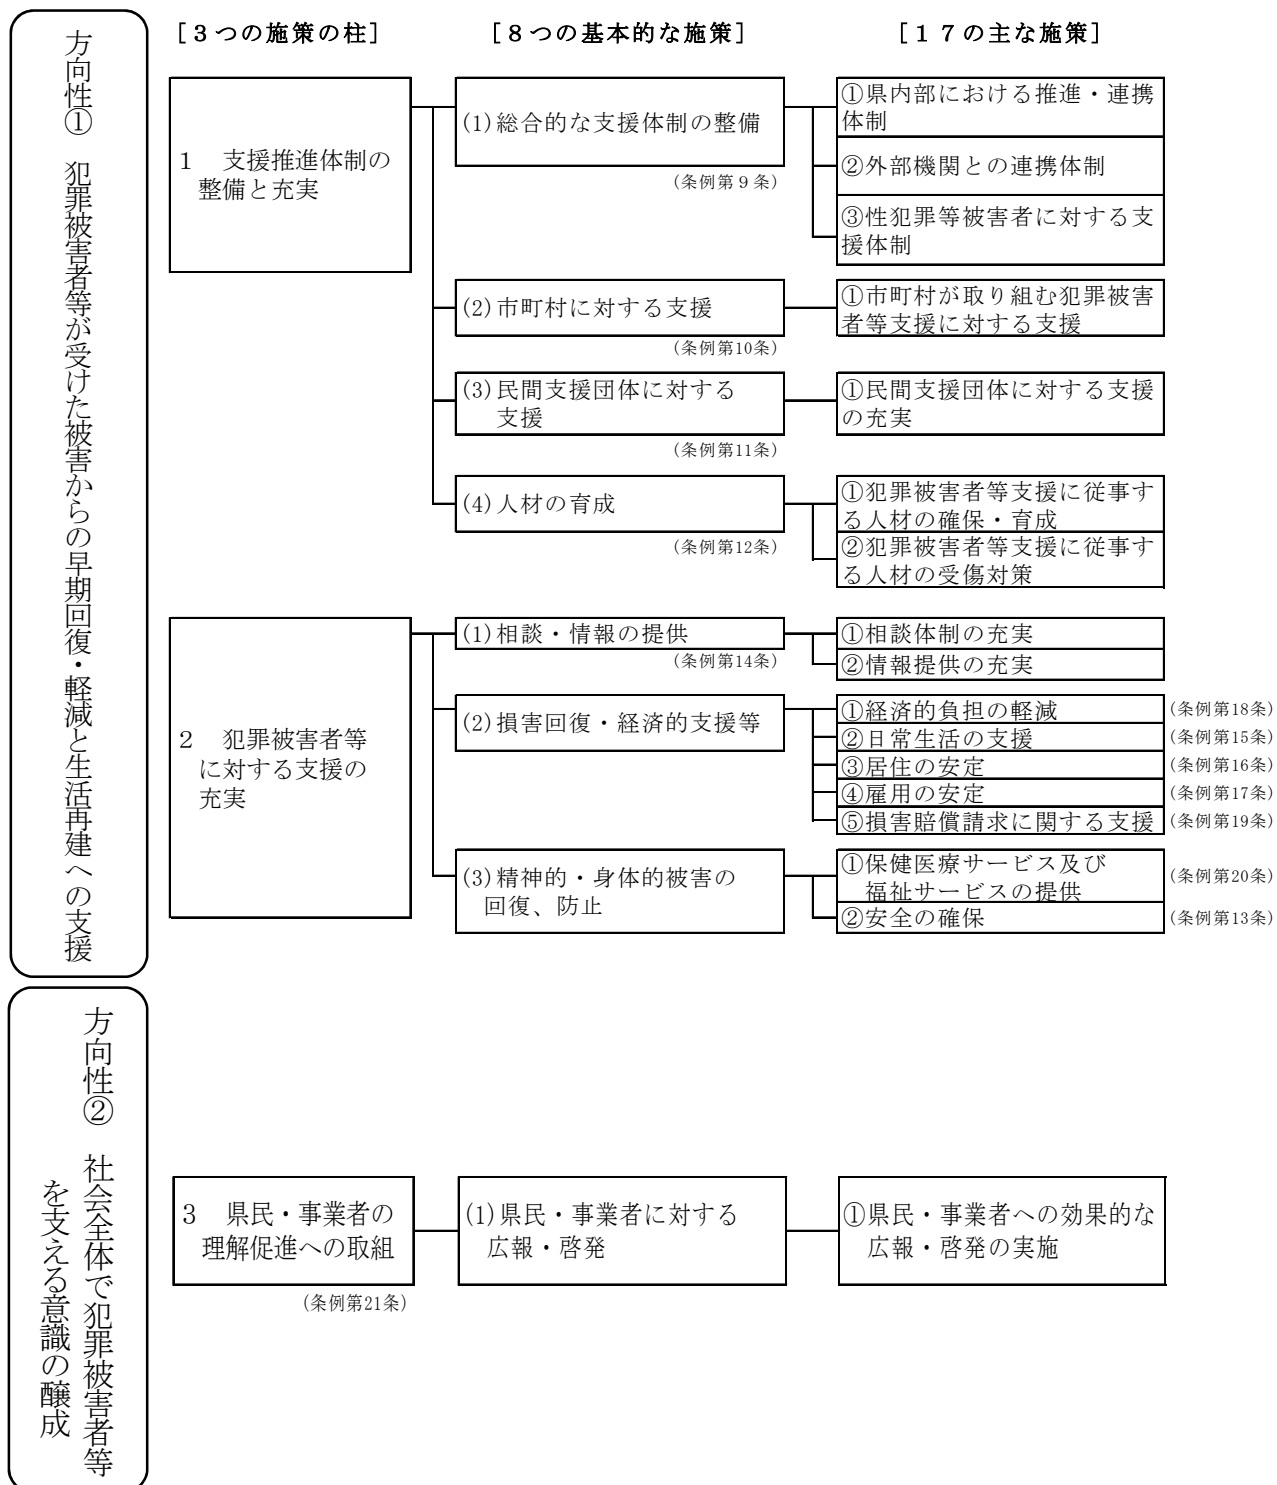 方向性① 犯罪被害者等が受けた被害からの早期回復・軽減と生活再建への支援
[３つの施策の柱]
[８つの基本的な施策]
[１７の主な施策]
1 支援推進体制の
整備と充実
(1)総合的な支援体制の整備
(条例第９条)
①県内部における推進・連携
体制
②外部機関との連携体制
③性犯罪等被害者に対する支
援体制
(2)市町村に対する支援
(条例第10条)
①市町村が取り組む犯罪被害
者等支援に対する支援
(3)民間支援団体に対する
支援
(条例第11条)
①民間支援団体に対する支援
の充実
(4)人材の育成
(条例第12条)
①犯罪被害者等支援に従事す
る人材の確保・育成
②犯罪被害者等支援に従事す
る人材の受傷対策
2 犯罪被害者等
に対する支援の
充実
(1)相談・情報の提供
(条例第14条)
①相談体制の充実
②情報提供の充実
(2)損害回復・経済的支援等
①経済的負担の軽減 (条例第18条)
②日常生活の支援 (条例第15条)
③居住の安定 (条例第16条)
④雇用の安定 (条例第17条)
⑤損害賠償請求に関する支援 (条例第19条)
(3)精神的・身体的被害の
回復、防止
①保健医療サービス及び
福祉サービスの提供 (条例第20条)
②安全の確保 (条例第13条)
方向性② 社会全体で犯罪被害者等
を支える意識の醸成
3 県民・事業者の
理解促進への取組
(条例第21条)
(1)県民・事業者に対する
広報・啓発
①県民・事業者への効果的な
広報・啓発の実施